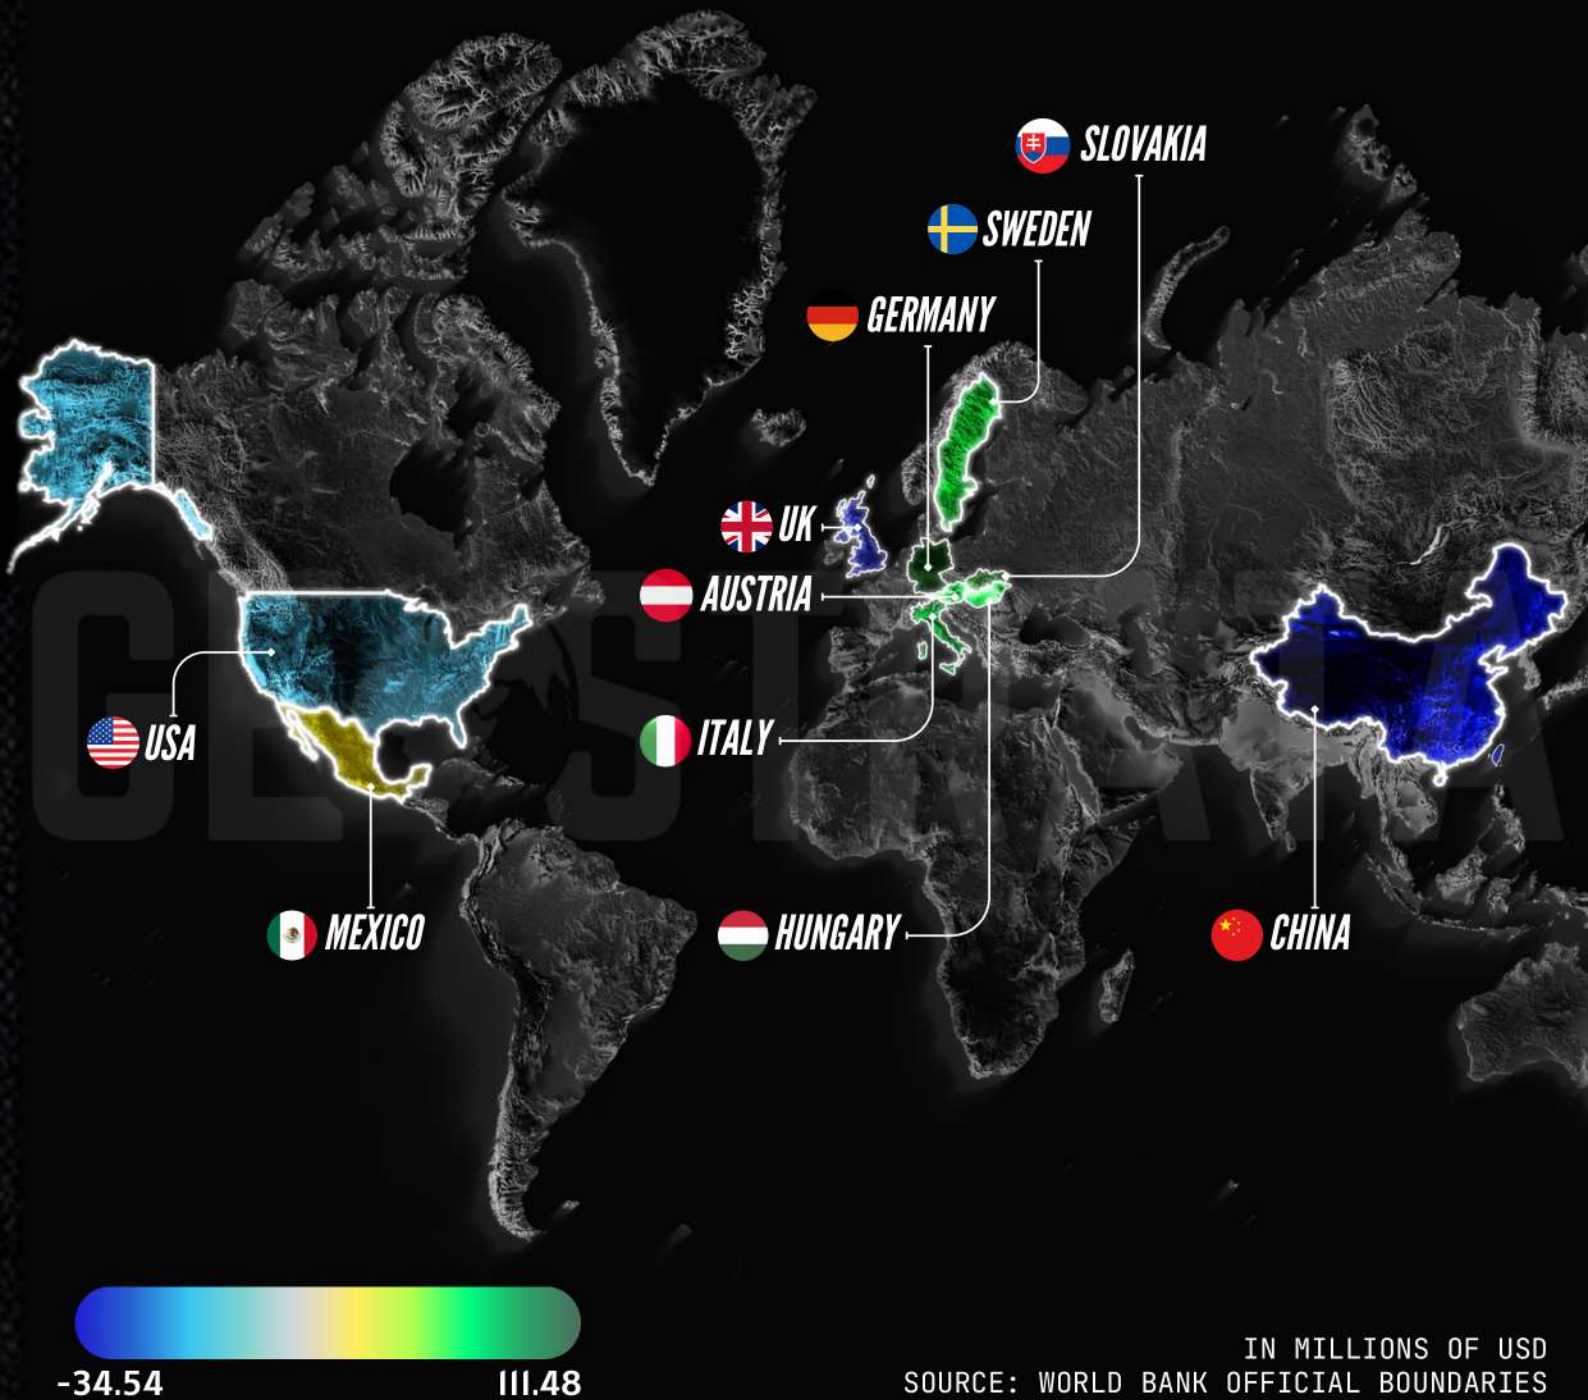 SLOVAKIA
SWEDEN
GERMANY
UK
AUSTRIA
USA
ITALY
MEXICO
HUNGARY
CHINA
GEOSTRATA
-34.54
111.48
IN MILLIONS OF USD
SOURCE: WORLD BANK OFFICIAL BOUNDARIES